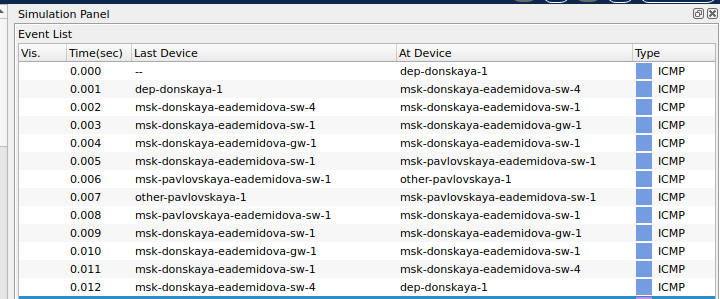 Simulation Panel
Event List
Vis. Time(sec) Last Device At Device Type
0.000 -- dep-donskaya-1 ICMP
0.001 dep-donskaya-1 msk-donskaya-eademidova-sw-4 ICMP
0.002 msk-donskaya-eademidova-sw-4 msk-donskaya-eademidova-sw-1 ICMP
0.003 msk-donskaya-eademidova-sw-1 msk-donskaya-eademidova-gw-1 ICMP
0.004 msk-donskaya-eademidova-gw-1 msk-donskaya-eademidova-sw-1 ICMP
0.005 msk-donskaya-eademidova-sw-1 msk-pavlovskaya-eademidova-sw-1 ICMP
0.006 msk-pavlovskaya-eademidova-sw-1 other-pavlovskaya-1 ICMP
0.007 other-pavlovskaya-1 msk-pavlovskaya-eademidova-sw-1 ICMP
0.008 msk-pavlovskaya-eademidova-sw-1 msk-donskaya-eademidova-sw-1 ICMP
0.009 msk-donskaya-eademidova-sw-1 msk-donskaya-eademidova-gw-1 ICMP
0.010 msk-donskaya-eademidova-gw-1 msk-donskaya-eademidova-sw-1 ICMP
0.011 msk-donskaya-eademidova-sw-1 msk-donskaya-eademidova-sw-4 ICMP
0.012 msk-donskaya-eademidova-sw-4 dep-donskaya-1 ICMP